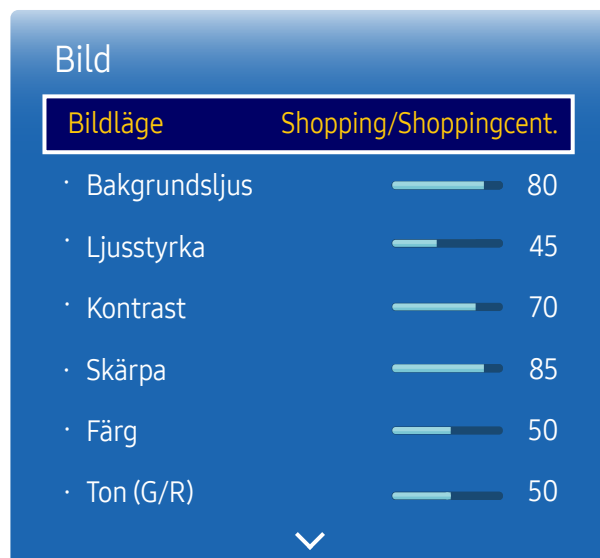 Bild
Bildläge Shopping/Shoppingcent.
· Bakgrundsljus 80
· Ljusstyrka 45
· Kontrast 70
· Skärpa 85
· Färg 50
· Ton (G/R) 50